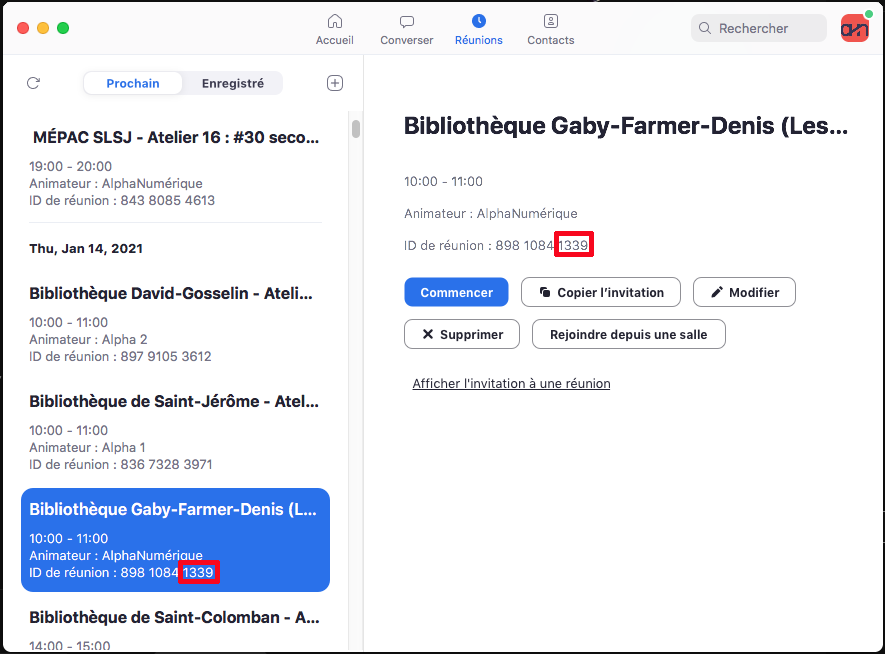 Accueil
Converser
Réunions
Contacts
Rechercher
an
Prochain
Enregistré
MÉPAC SLSJ - Atelier 16 : #30 seco...
19:00 - 20:00
Animateur : AlphaNumérique
ID de réunion : 843 8085 4613
Thu, Jan 14, 2021
Bibliothèque David-Gosselin - Ateli...
10:00 - 11:00
Animateur : Alpha 2
ID de réunion : 897 9105 3612
Bibliothèque de Saint-Jérôme - Atel...
10:00 - 11:00
Animateur : Alpha 1
ID de réunion : 836 7328 3971
Bibliothèque Gaby-Farmer-Denis (L...
10:00 - 11:00
Animateur : AlphaNumérique
ID de réunion : 898 1084 1339
Bibliothèque de Saint-Colomban - A...
14:00 - 15:00
Bibliothèque Gaby-Farmer-Denis (Les...
10:00 - 11:00
Animateur : AlphaNumérique
ID de réunion : 898 1084 1339
Commencer
Copier l'invitation
Modifier
Supprimer
Rejoindre depuis une salle
Afficher l'invitation à une réunion